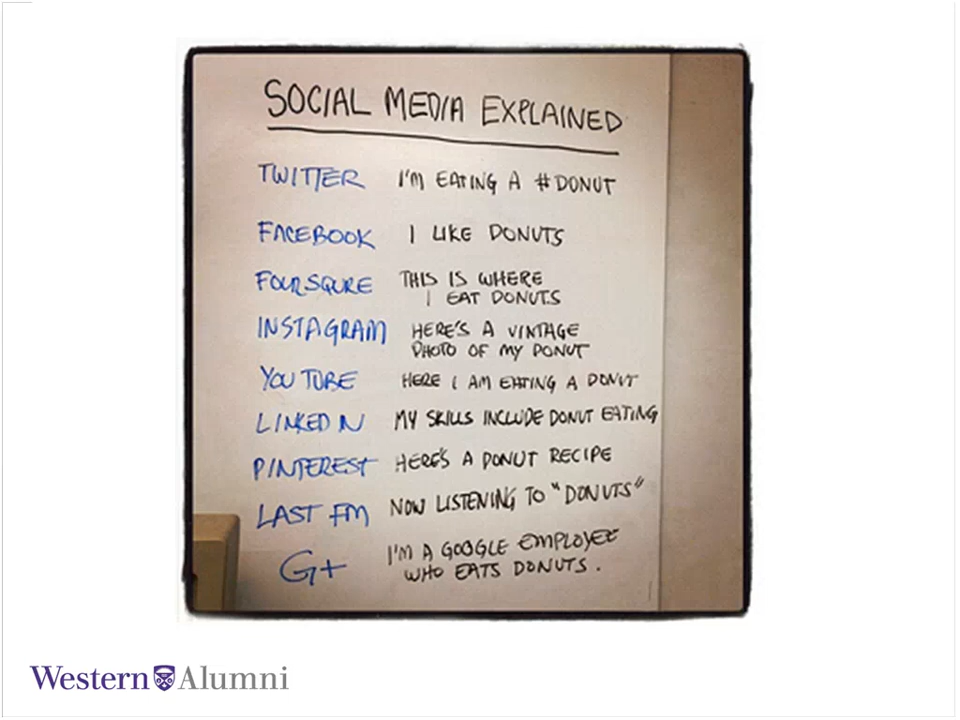 SOCIAL MEDIA EXPLAINED
TWITTER I'M EATING A #DONUT
FACEBOOK I LIKE DONUTS
FOURSQURE THIS IS WHERE
I EAT DONUTS
INSTAGRAM HERE'S A VINTAGE
PHOTO OF MY DONUT
YOU TUBE HERE I AM EATING A DONUT
LINKED IN MY SKILLS INCLUDE DONUT EATING
PINTEREST HERE'S A DONUT RECIPE
LAST FM NOW LISTENING TO "DONUTS"
G+ I'M A GOOGLE EMPLOYEE
WHO EATS DONUTS.
Western Alumni